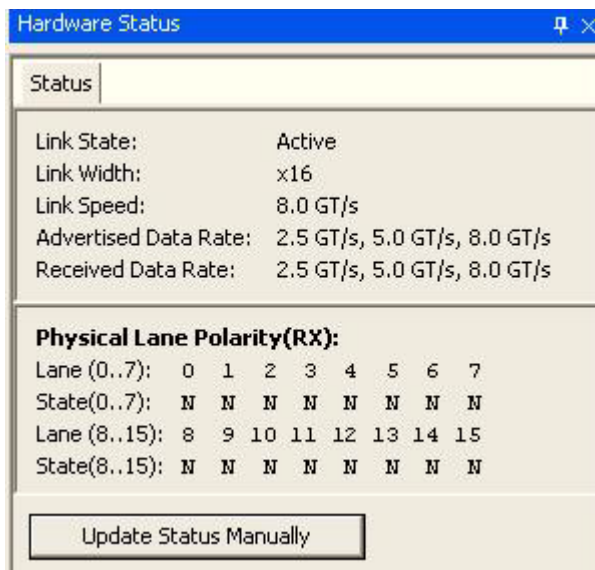 Hardware Status
Status
Link State: Active
Link Width: x16
Link Speed: 8.0 GT/s
Advertised Data Rate: 2.5 GT/s, 5.0 GT/s, 8.0 GT/s
Received Data Rate: 2.5 GT/s, 5.0 GT/s, 8.0 GT/s
Physical Lane Polarity(RX):
Lane (0..7): 0 1 2 3 4 5 6 7
State(0..7): N N N N N N N N
Lane (8..15): 8 9 10 11 12 13 14 15
State(8..15): N N N N N N N N
Update Status Manually